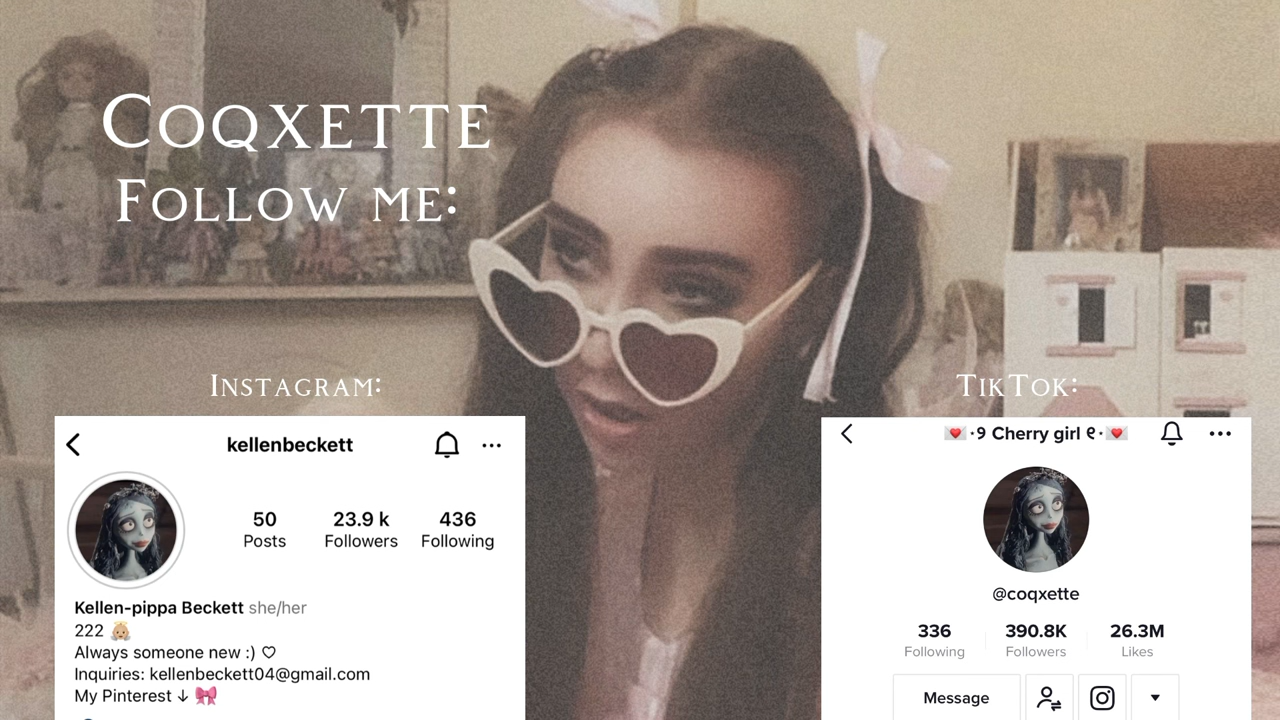 Coqxette
Follow me:
Instagram:
TikTok:
kellenbeckett
50
Posts
23.9 k
Followers
436
Following
Kellen-pippa Beckett she/her
222 👼🏼
Always someone new :) ♡
Inquiries: kellenbeckett04@gmail.com
My Pinterest ↓ 🎀
💌 ‧୨ Cherry girl ୧‧ 💌
@coqxette
336
Following
390.8K
Followers
26.3M
Likes
Message